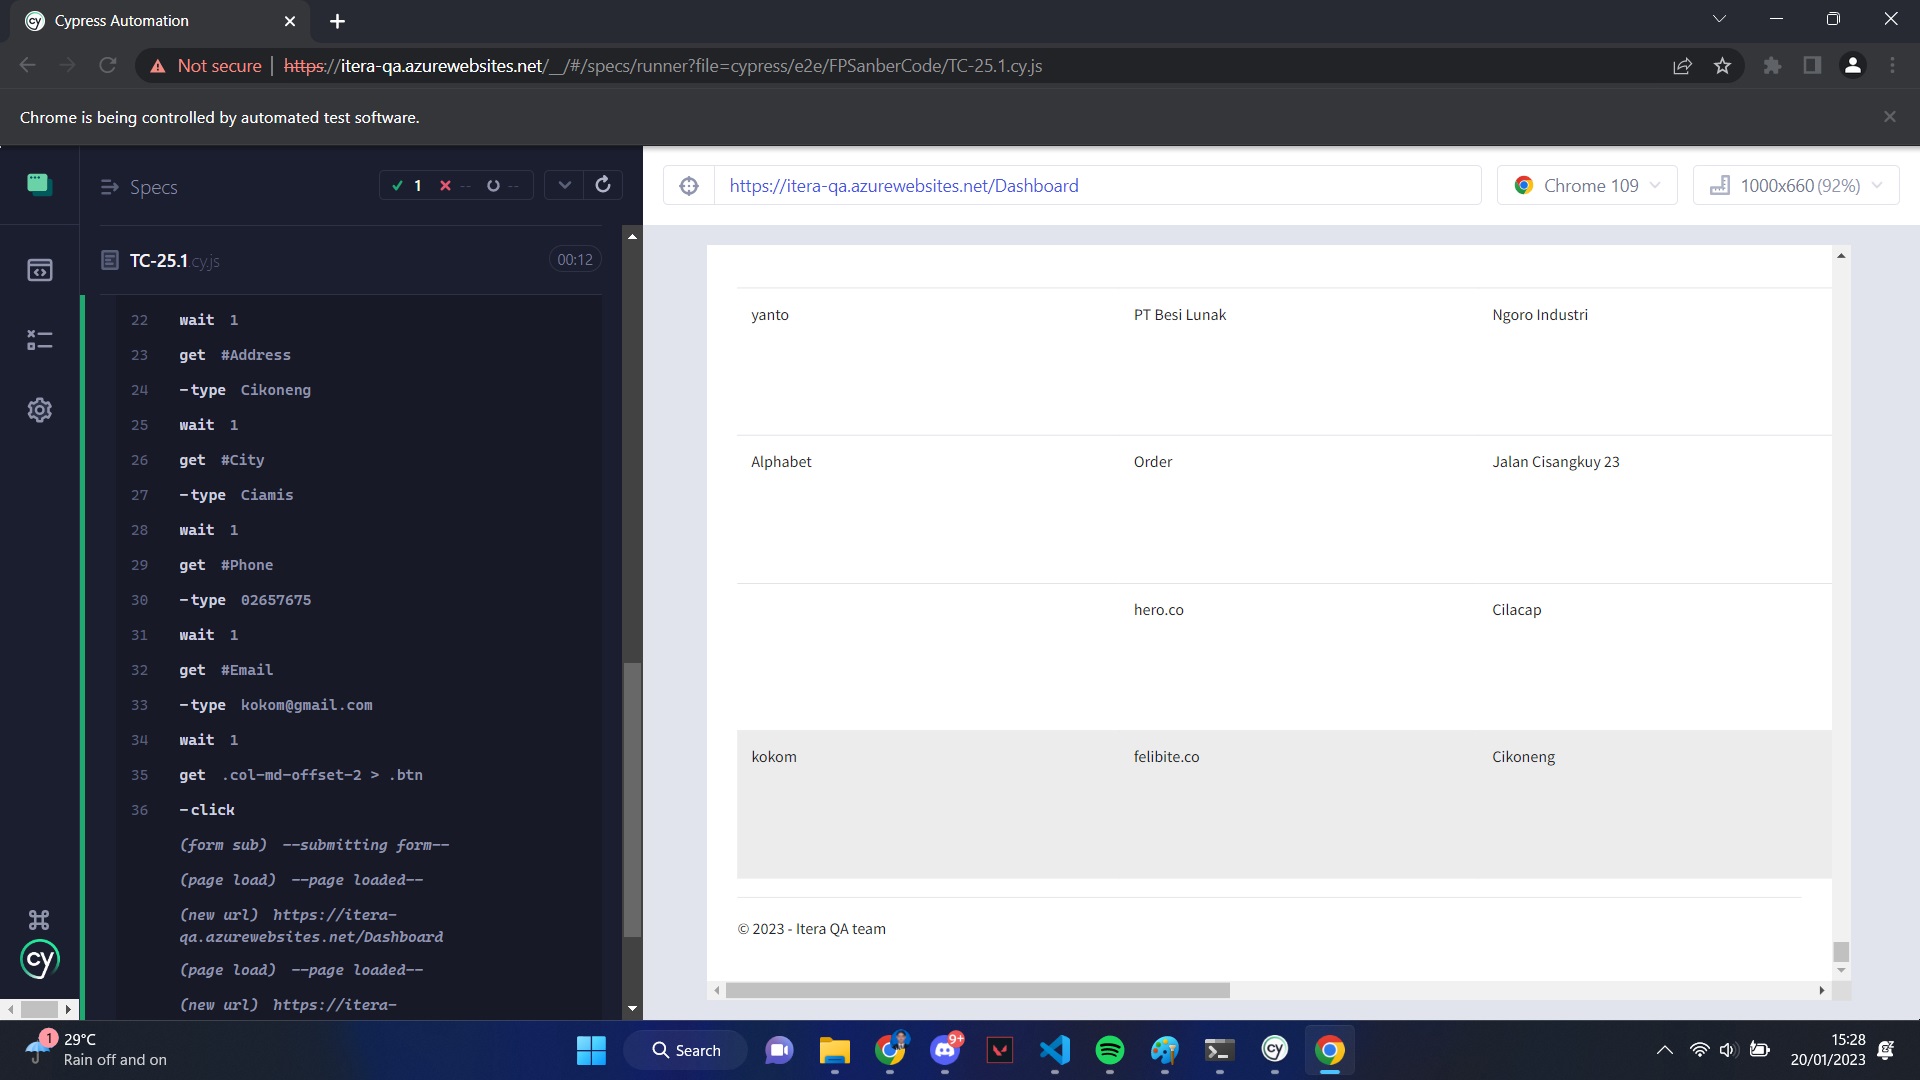 Cypress Automation
Not secure | https://itera-qa.azurewebsites.net/__/#/specs/runner?file=cypress/e2e/FPSanberCode/TC-25.1.cy.js
Chrome is being controlled by automated test software.
Specs
1 -- --
https://itera-qa.azurewebsites.net/Dashboard
Chrome 109
1000x660 (92%)
TC-25.1.cy.js
00:12
22 wait 1
23 get #Address
24 -type Cikoneng
25 wait 1
26 get #City
27 -type Ciamis
28 wait 1
29 get #Phone
30 -type 02657675
31 wait 1
32 get #Email
33 -type kokom@gmail.com
34 wait 1
35 get .col-md-offset-2 > .btn
36 -click
(form sub) --submitting form--
(page load) --page loaded--
(new url) https://itera-
qa.azurewebsites.net/Dashboard
(page load) --page loaded--
(new url) https://itera-
cy
yanto PT Besi Lunak Ngoro Industri
Alphabet Order Jalan Cisangkuy 23
hero.co Cilacap
kokom felibite.co Cikoneng
© 2023 - Itera QA team
1
29°C
Rain off and on
Search
9+
cy
15:28
20/01/2023